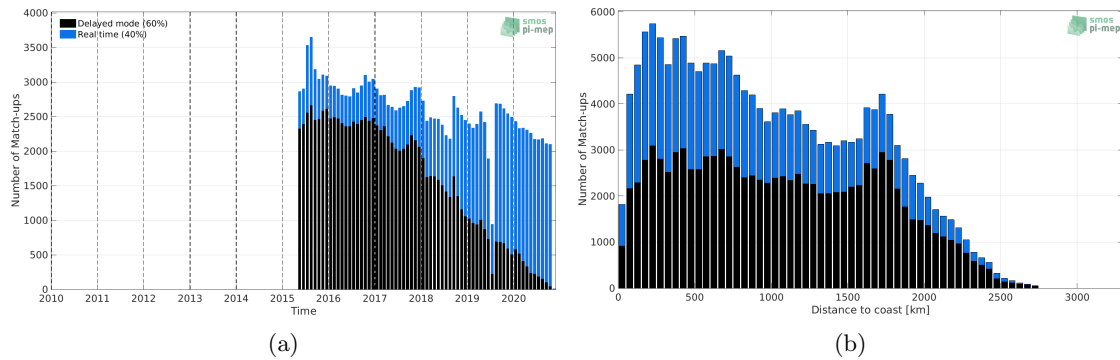 4000
3500
3000
2500
2000
1500
1000
500
0
Number of Match-ups
Delayed mode (60%)
Real time (40%)
smos
pi-mep
2010 2011 2012 2013 2014 2015 2016 2017 2018 2019 2020
Time
(a)
6000
5000
4000
3000
2000
1000
0
Number of Match-ups
smos
pi-mep
0 500 1000 1500 2000 2500 3000
Distance to coast [km]
(b)